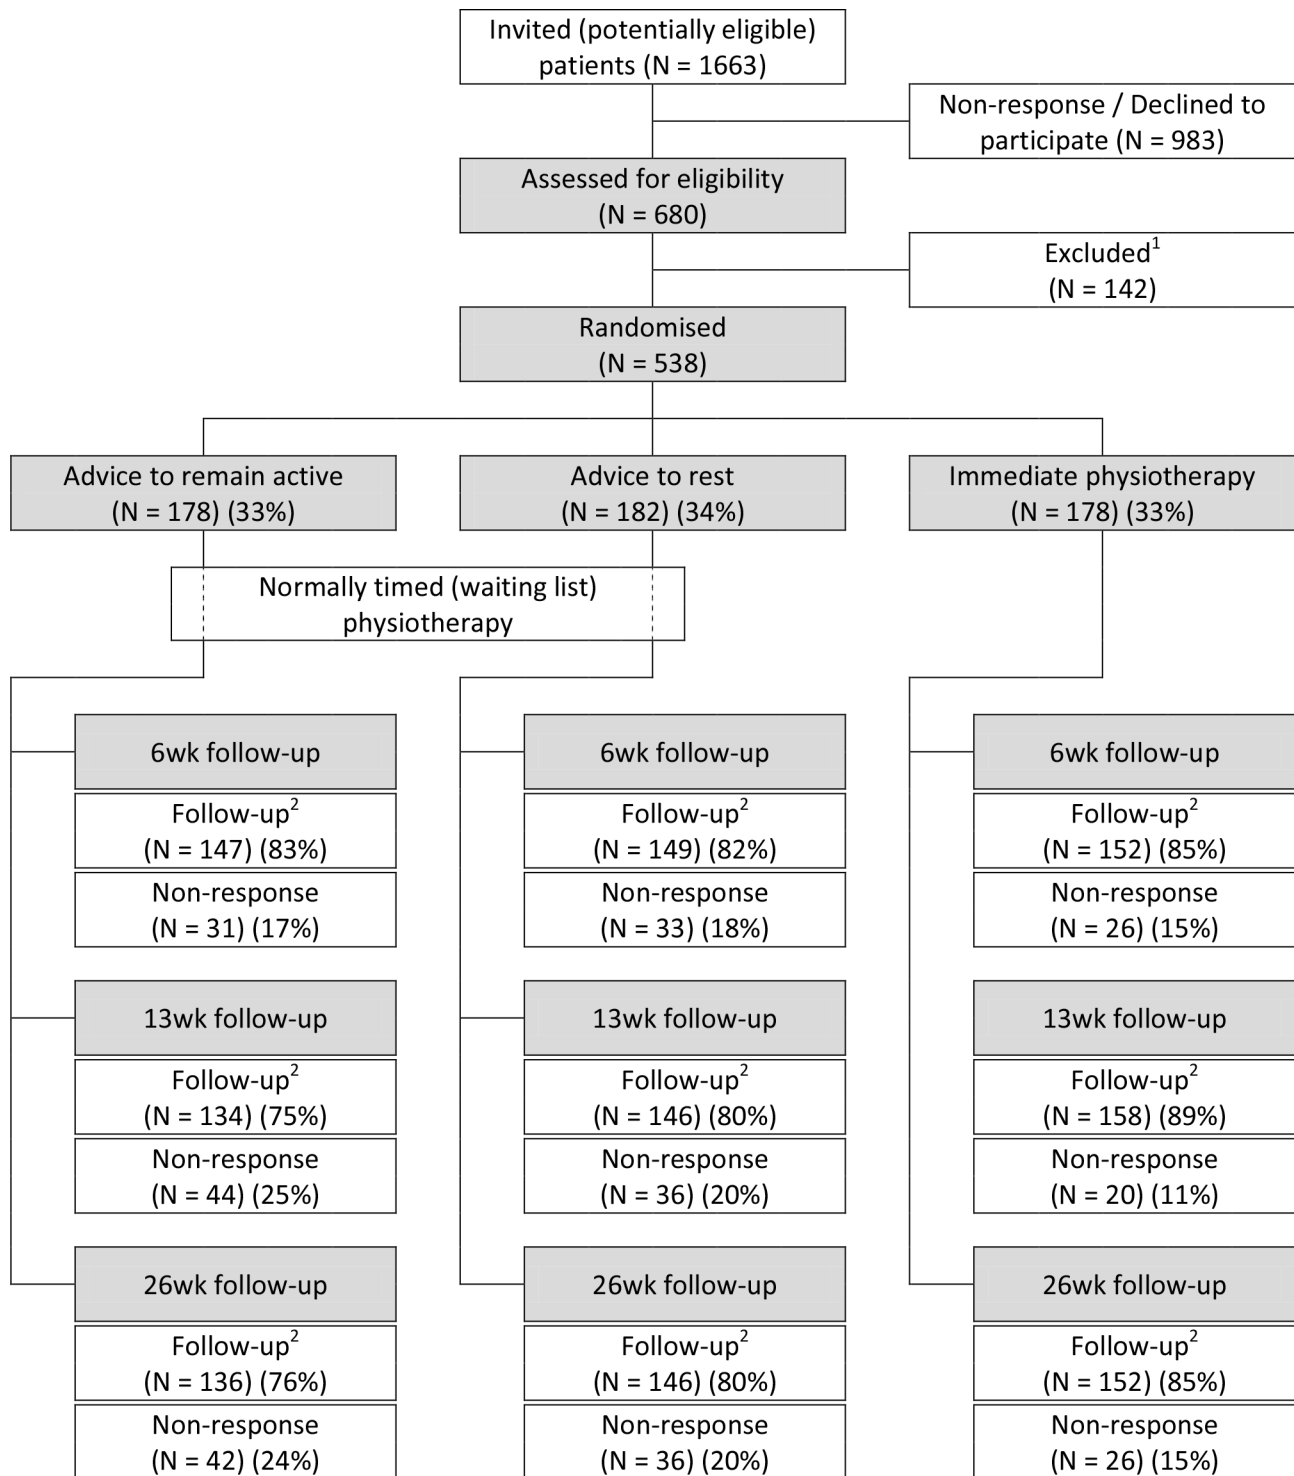 Invited (potentially eligible)
patients (N = 1663)
Non-response / Declined to
participate (N = 983)
Assessed for eligibility
(N = 680)
Excluded1
(N = 142)
Randomised
(N = 538)
Advice to remain active
(N = 178) (33%)
Advice to rest
(N = 182) (34%)
Immediate physiotherapy
(N = 178) (33%)
Normally timed (waiting list)
physiotherapy
6wk follow-up
Follow-up2
(N = 147) (83%)
Non-response
(N = 31) (17%)
13wk follow-up
Follow-up2
(N = 134) (75%)
Non-response
(N = 44) (25%)
26wk follow-up
Follow-up2
(N = 136) (76%)
Non-response
(N = 42) (24%)
6wk follow-up
Follow-up2
(N = 149) (82%)
Non-response
(N = 33) (18%)
13wk follow-up
Follow-up2
(N = 146) (80%)
Non-response
(N = 36) (20%)
26wk follow-up
Follow-up2
(N = 146) (80%)
Non-response
(N = 36) (20%)
6wk follow-up
Follow-up2
(N = 152) (85%)
Non-response
(N = 26) (15%)
13wk follow-up
Follow-up2
(N = 158) (89%)
Non-response
(N = 20) (11%)
26wk follow-up
Follow-up2
(N = 152) (85%)
Non-response
(N = 26) (15%)